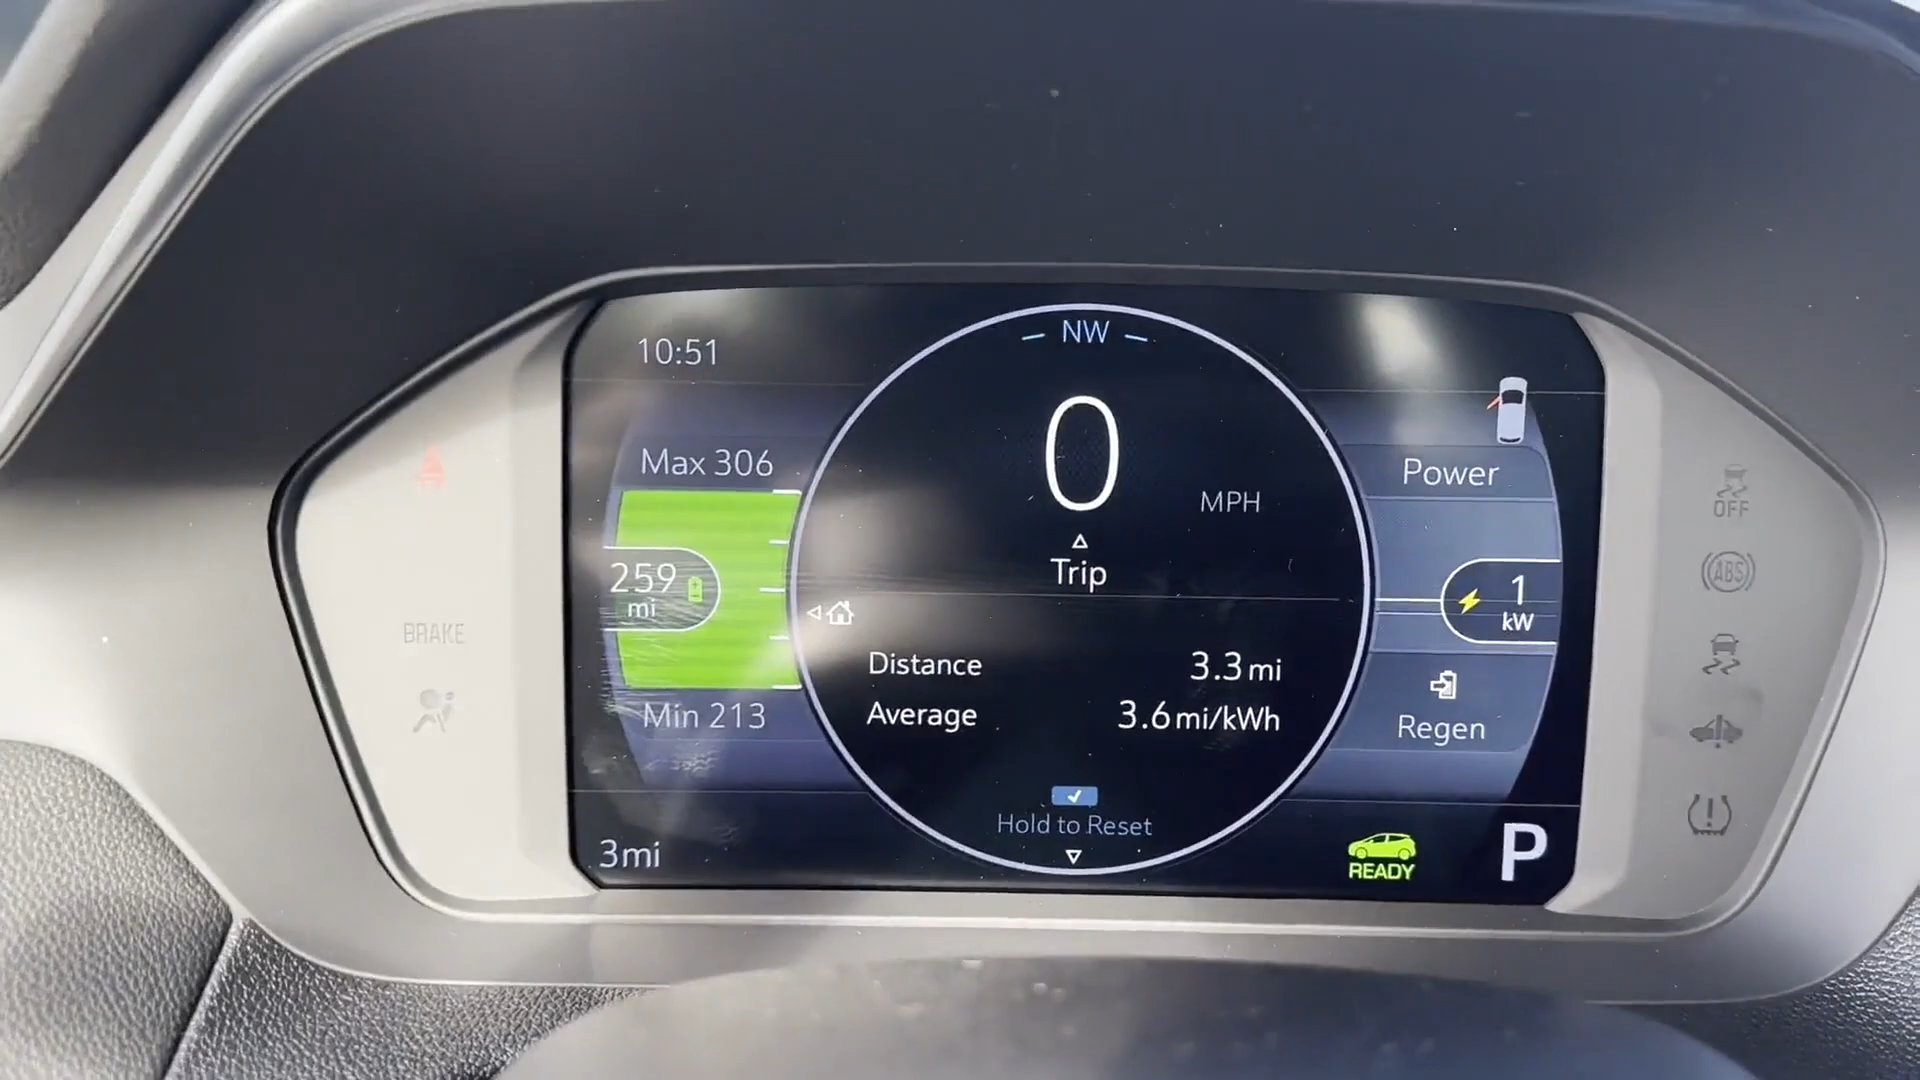 NW
10:51
0
MPH
Max 306
Power
OFF
259
mi
Trip
1
kW
ABS
BRAKE
Distance 3.3 mi
Average 3.6 mi/kWh
Min 213
Regen
Hold to Reset
3mi
READY
P